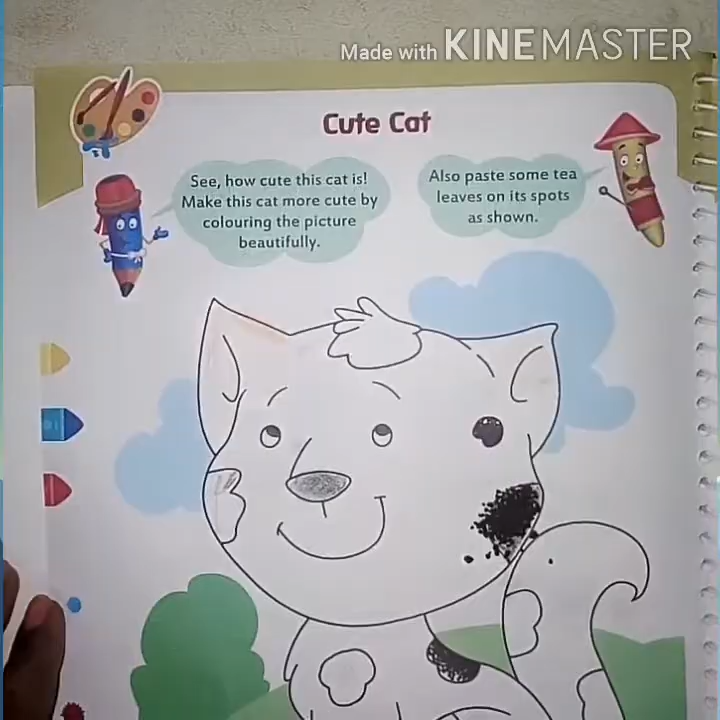 Made with KINEMASTER
Cute Cat
See, how cute this cat is!
Make this cat more cute by
colouring the picture
beautifully.
Also paste some tea
leaves on its spots
as shown.